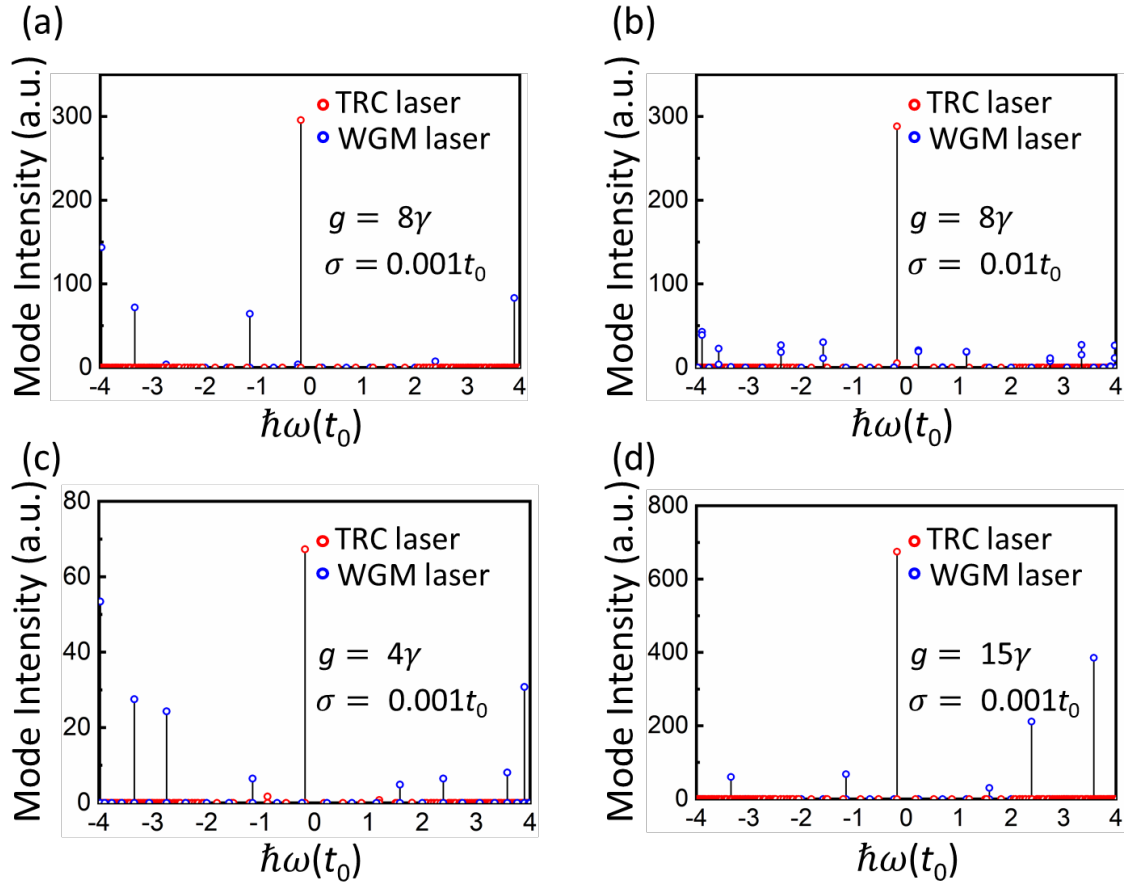 (a)
Mode Intensity (a.u.)
300
200
100
0
TRC laser
WGM laser
g = 8γ
σ = 0.001t₀
-4 -3 -2 -1 0 1 2 3 4
ħω(t₀)
(b)
Mode Intensity (a.u.)
300
200
100
0
TRC laser
WGM laser
g = 8γ
σ = 0.01t₀
-4 -3 -2 -1 0 1 2 3 4
ħω(t₀)
(c)
Mode Intensity (a.u.)
80
60
40
20
0
TRC laser
WGM laser
g = 4γ
σ = 0.001t₀
-4 -3 -2 -1 0 1 2 3 4
ħω(t₀)
(d)
Mode Intensity (a.u.)
800
600
400
200
0
TRC laser
WGM laser
g = 15γ
σ = 0.001t₀
-4 -3 -2 -1 0 1 2 3 4
ħω(t₀)